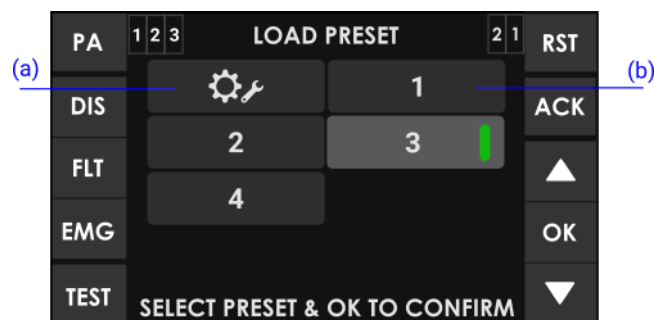 PA 1 2 3 LOAD PRESET 2 1 RST
(a) (b)
1
DIS ACK
2 3
FLT
4
EMG OK
TEST SELECT PRESET & OK TO CONFIRM